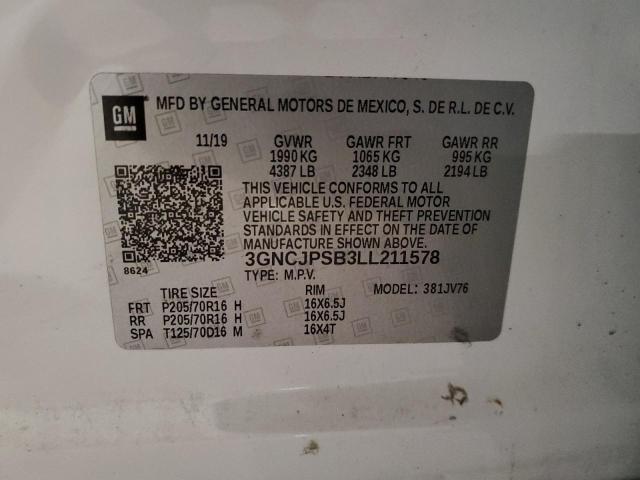 GM
MFD BY GENERAL MOTORS DE MEXICO, S. DE R.L. DE C.V.
11/19 GVWR GAWR FRT GAWR RR
1990 KG 1065 KG 995 KG
4387 LB 2348 LB 2194 LB
THIS VEHICLE CONFORMS TO ALL
APPLICABLE U.S. FEDERAL MOTOR
VEHICLE SAFETY AND THEFT PREVENTION
STANDARDS IN EFFECT ON THE DATE OF
MANUFACTURE SHOWN ABOVE.
8624
3GNCJPSB3LL211578
TYPE: M.P.V.
TIRE SIZE RIM MODEL: 381JV76
FRT P205/70R16 H 16X6.5J
RR P205/70R16 H 16X6.5J
SPA T125/70D16 M 16X4T